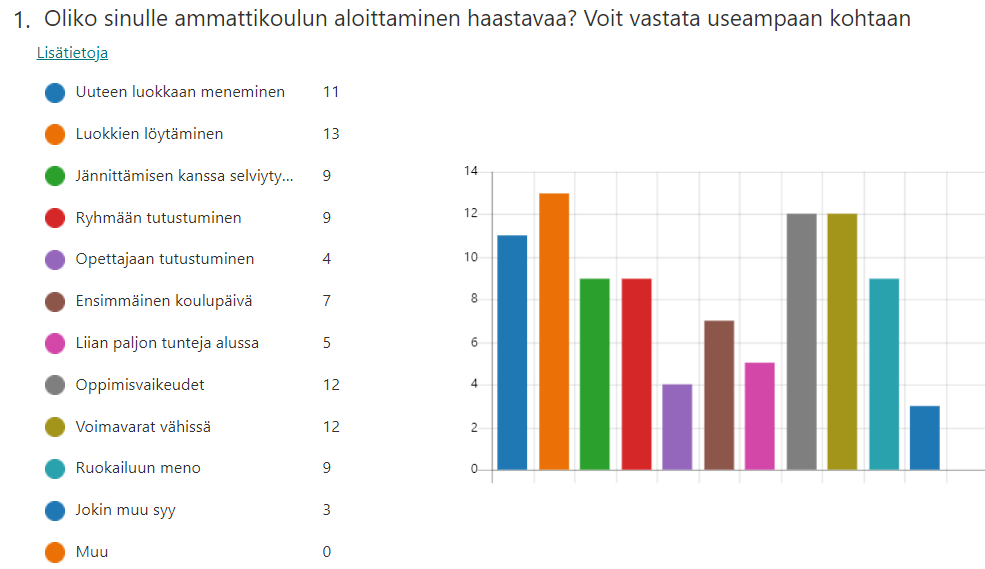 1. Oliko sinulle ammattikoulun aloittaminen haastavaa? Voit vastata useampaan kohtaan
Lisätietoja
Uuteen luokkaan meneminen 11
Luokkien löytäminen 13
Jännittämisen kanssa selviyty... 9
Ryhmään tutustuminen 9
Opettajaan tutustuminen 4
Ensimmäinen koulupäivä 7
Liian paljon tunteja alussa 5
Oppimisvaikeudet 12
Voimavarat vähissä 12
Ruokailuun meno 9
Jokin muu syy 3
Muu 0
14
12
10
8
6
4
2
0